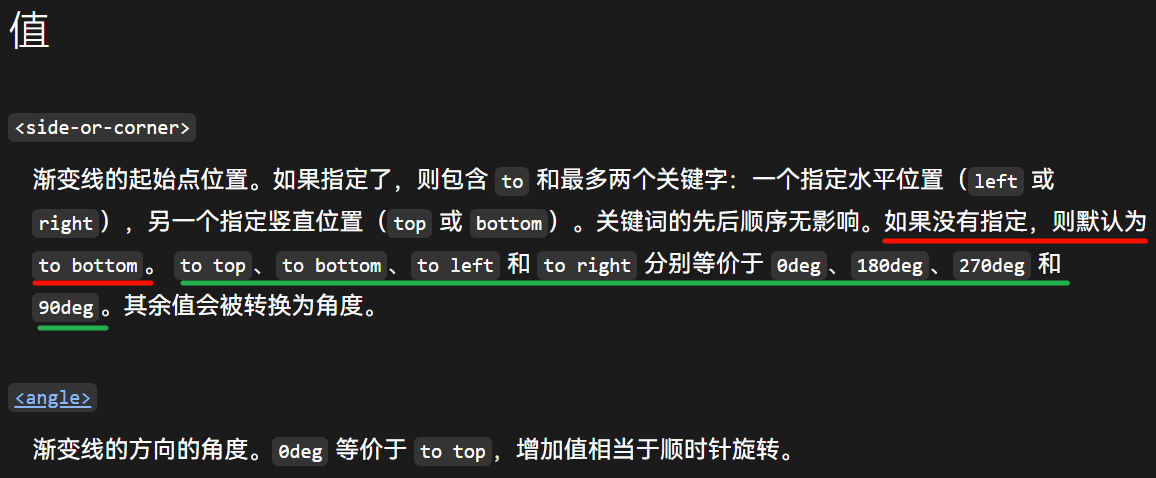 值
<side-or-corner>
渐变线的起始点位置。如果指定了，则包含 to 和最多两个关键字：一个指定水平位置（left 或
right），另一个指定竖直位置（top 或 bottom）。关键词的先后顺序无影响。如果没有指定，则默认为
to bottom。to top、to bottom、to left 和 to right 分别等价于 0deg、180deg、270deg 和
90deg。其余值会被转换为角度。
<angle>
渐变线的方向的角度。0deg 等价于 to top，增加值相当于顺时针旋转。